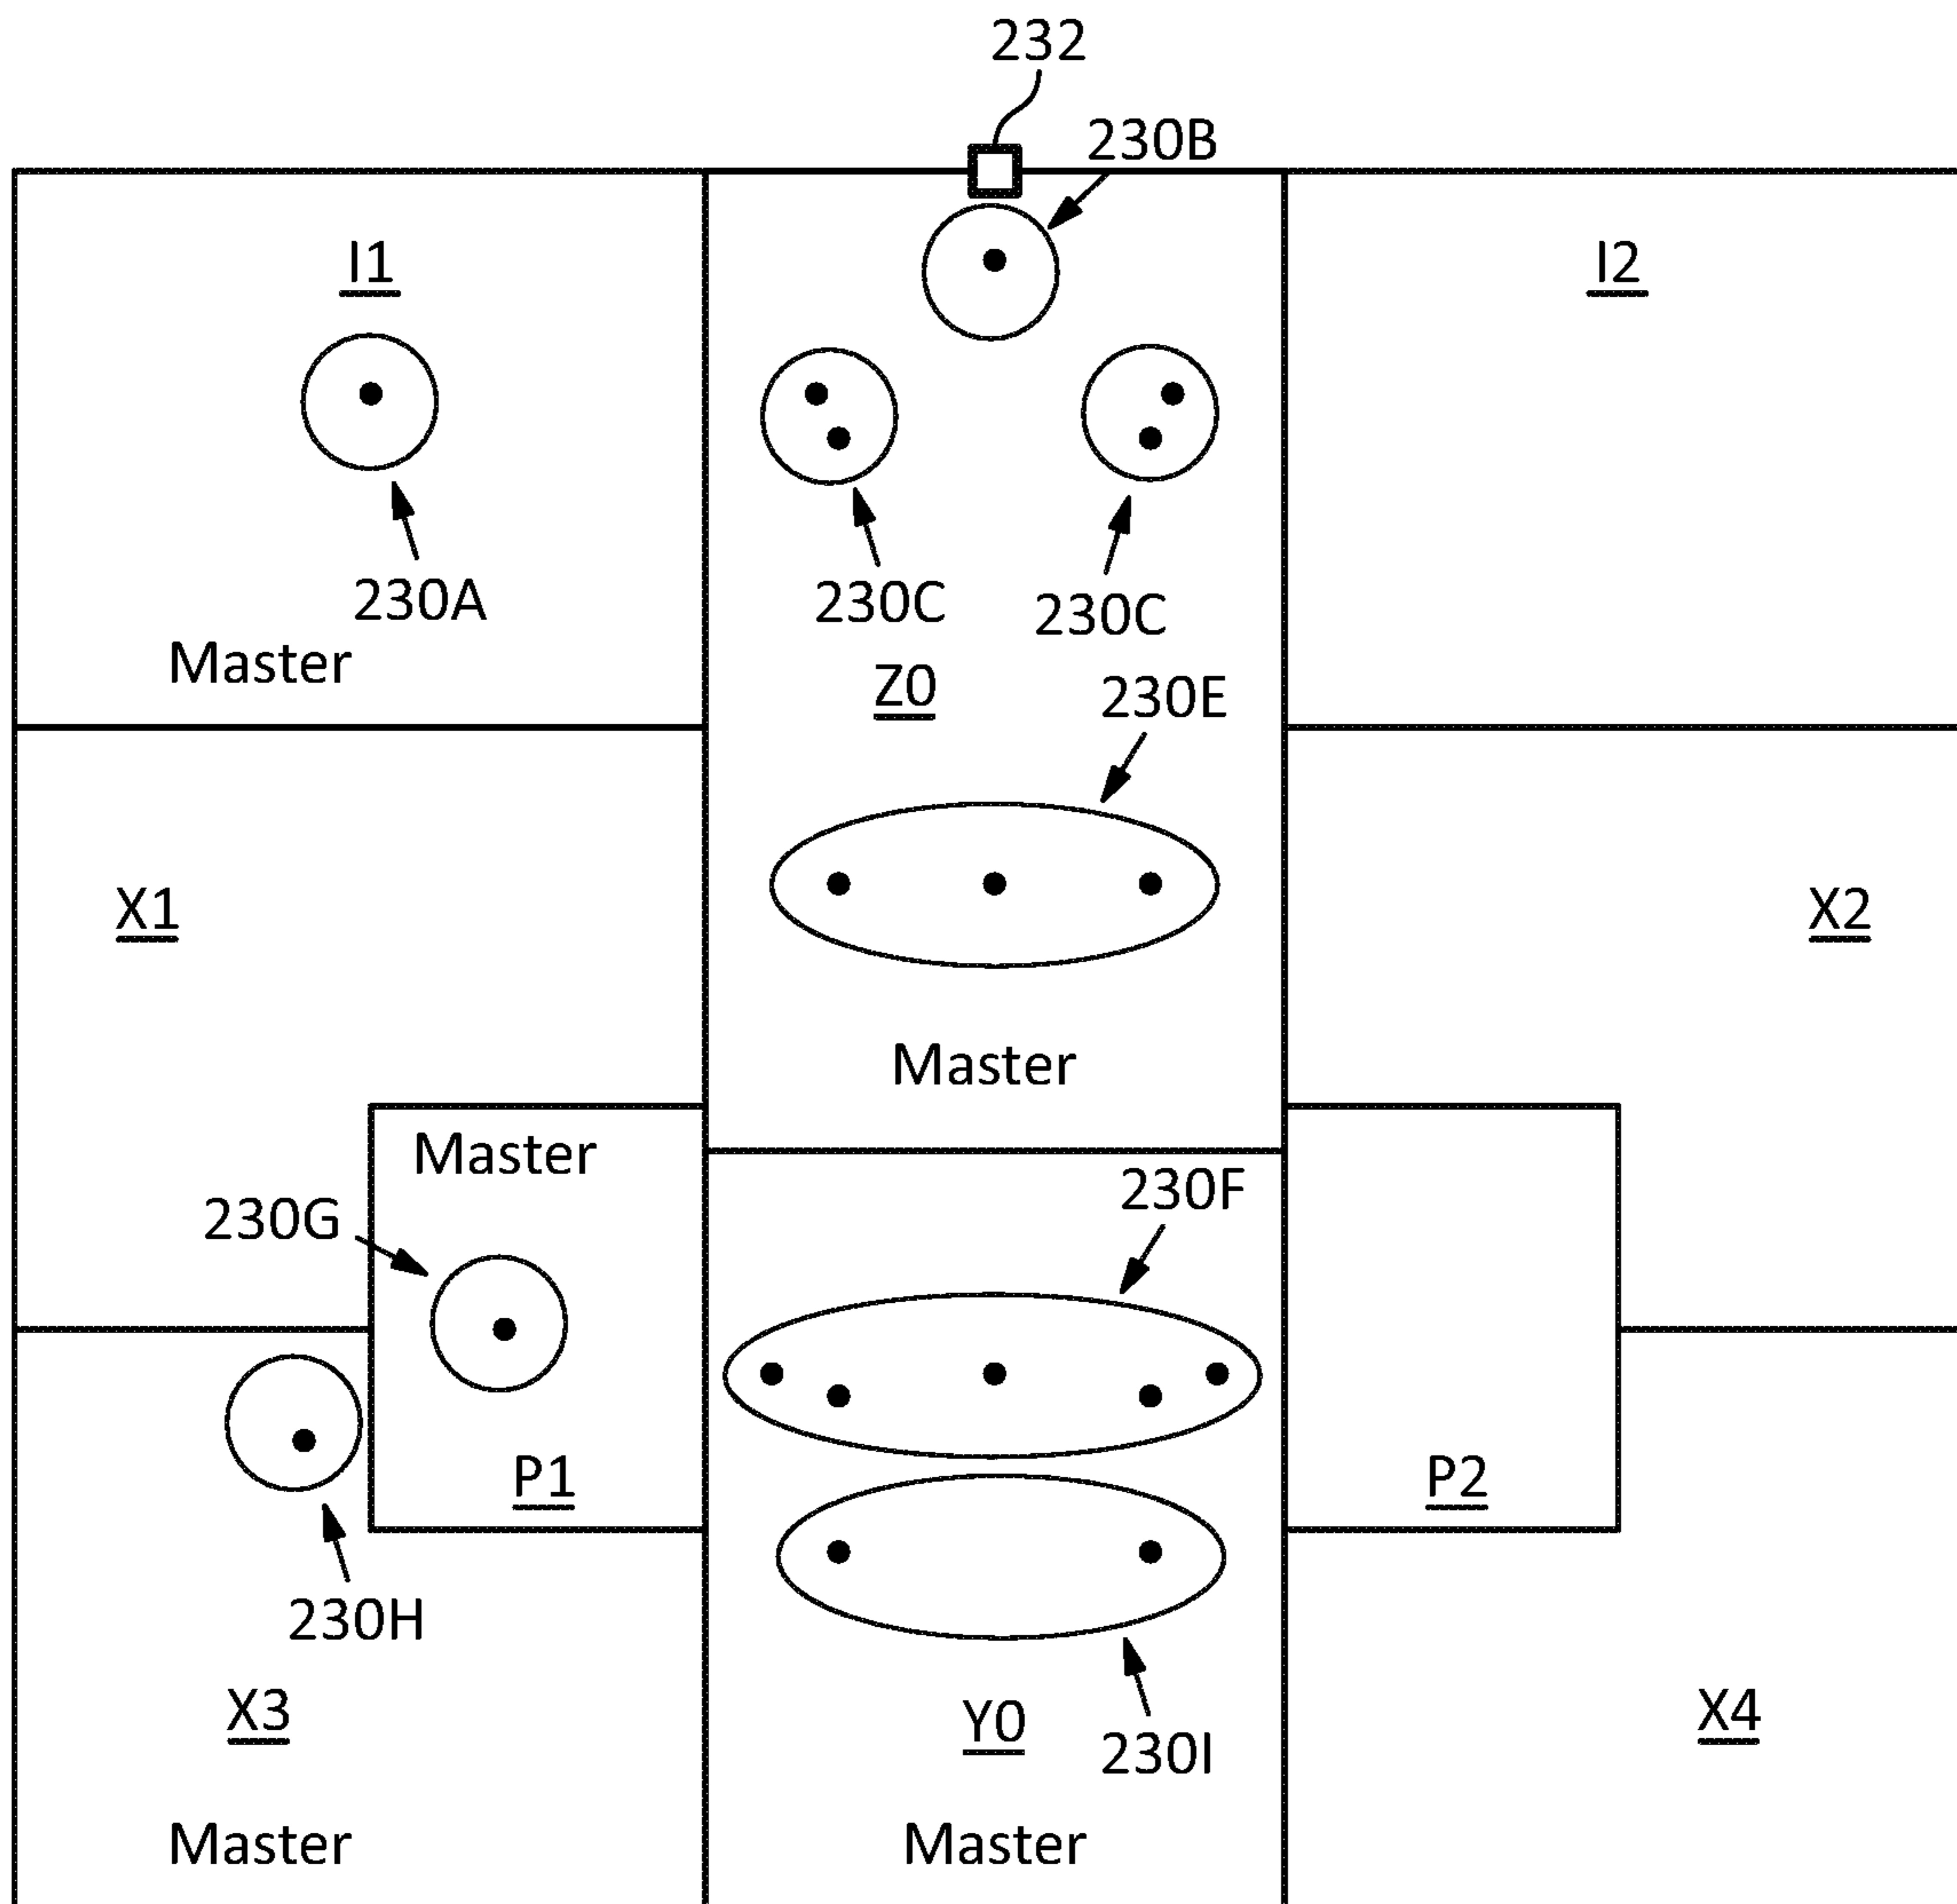 232
230B
I1
I2
230A
230C
230C
Master
Z0
230E
X1
X2
Master
Master
230F
230G
P1
P2
230H
X3
Y0
X4
230I
Master
Master